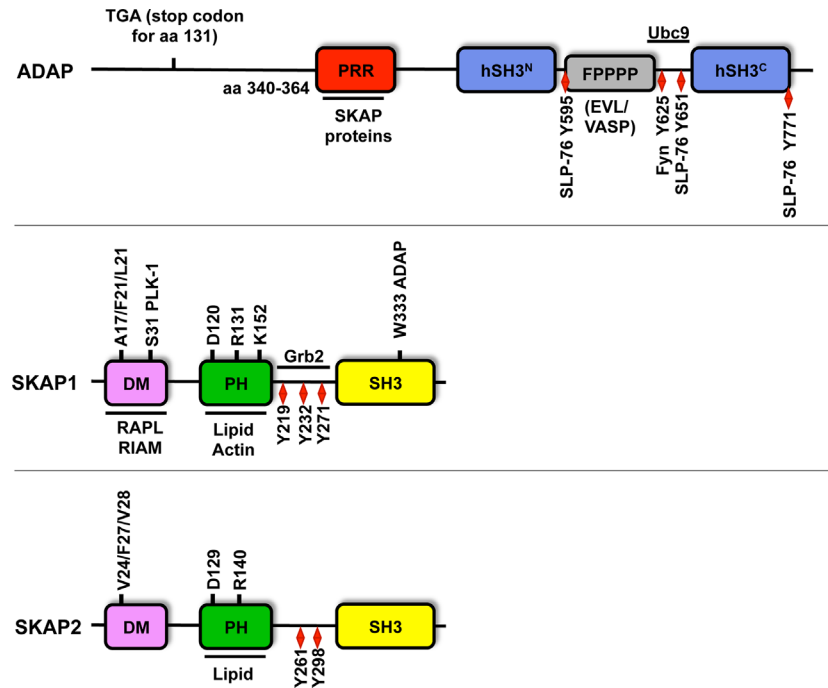 TGA (stop codon
for aa 131)
ADAP
aa 340-364
PRR
SKAP
proteins
hSH3N
FPPPP
(EVL/
VASP)
Ubc9
hSH3C
SLP-76 Y595
Fyn Y625
SLP-76 Y651
SLP-76 Y771
SKAP1
A17/F21/L21
S31 PLK-1
DM
RAPL
RIAM
D120
R131
K152
PH
Lipid
Actin
Grb2
Y219
Y232
Y271
W333 ADAP
SH3
SKAP2
V24/F27/V28
DM
D129
R140
PH
Lipid
Y261
Y298
SH3